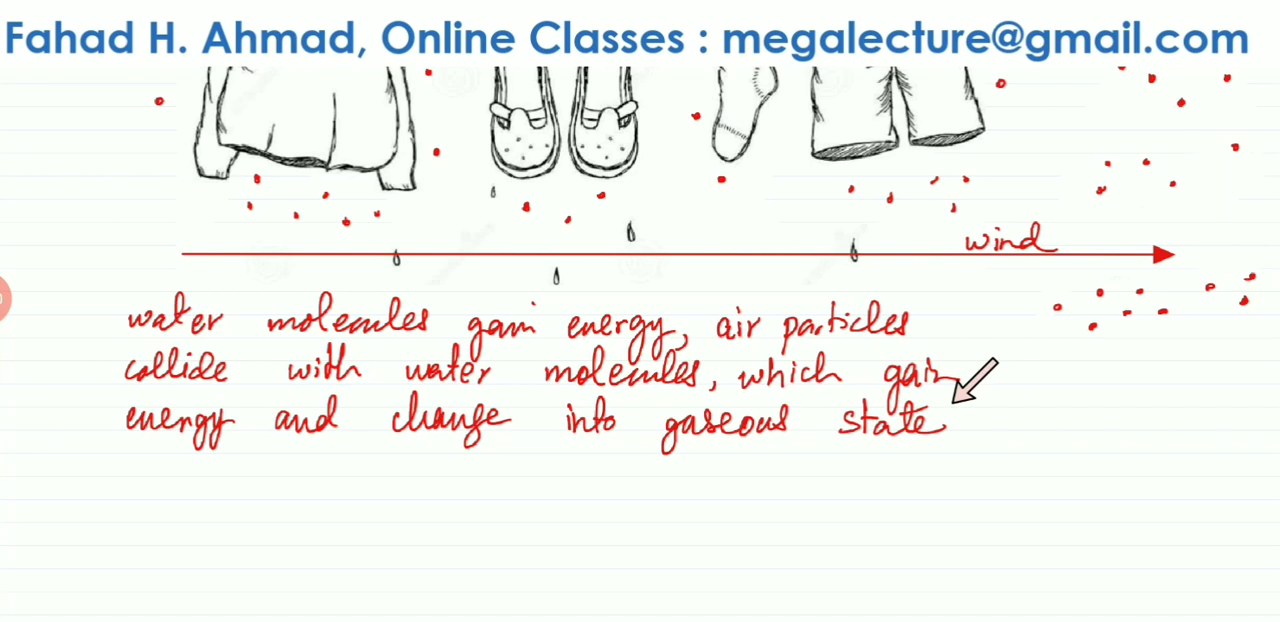 Fahad H. Ahmad, Online Classes : megalecture@gmail.com
wind
water molecules gain energy, air particles
collide with water molecules, which gain
energy and change into gaseous state